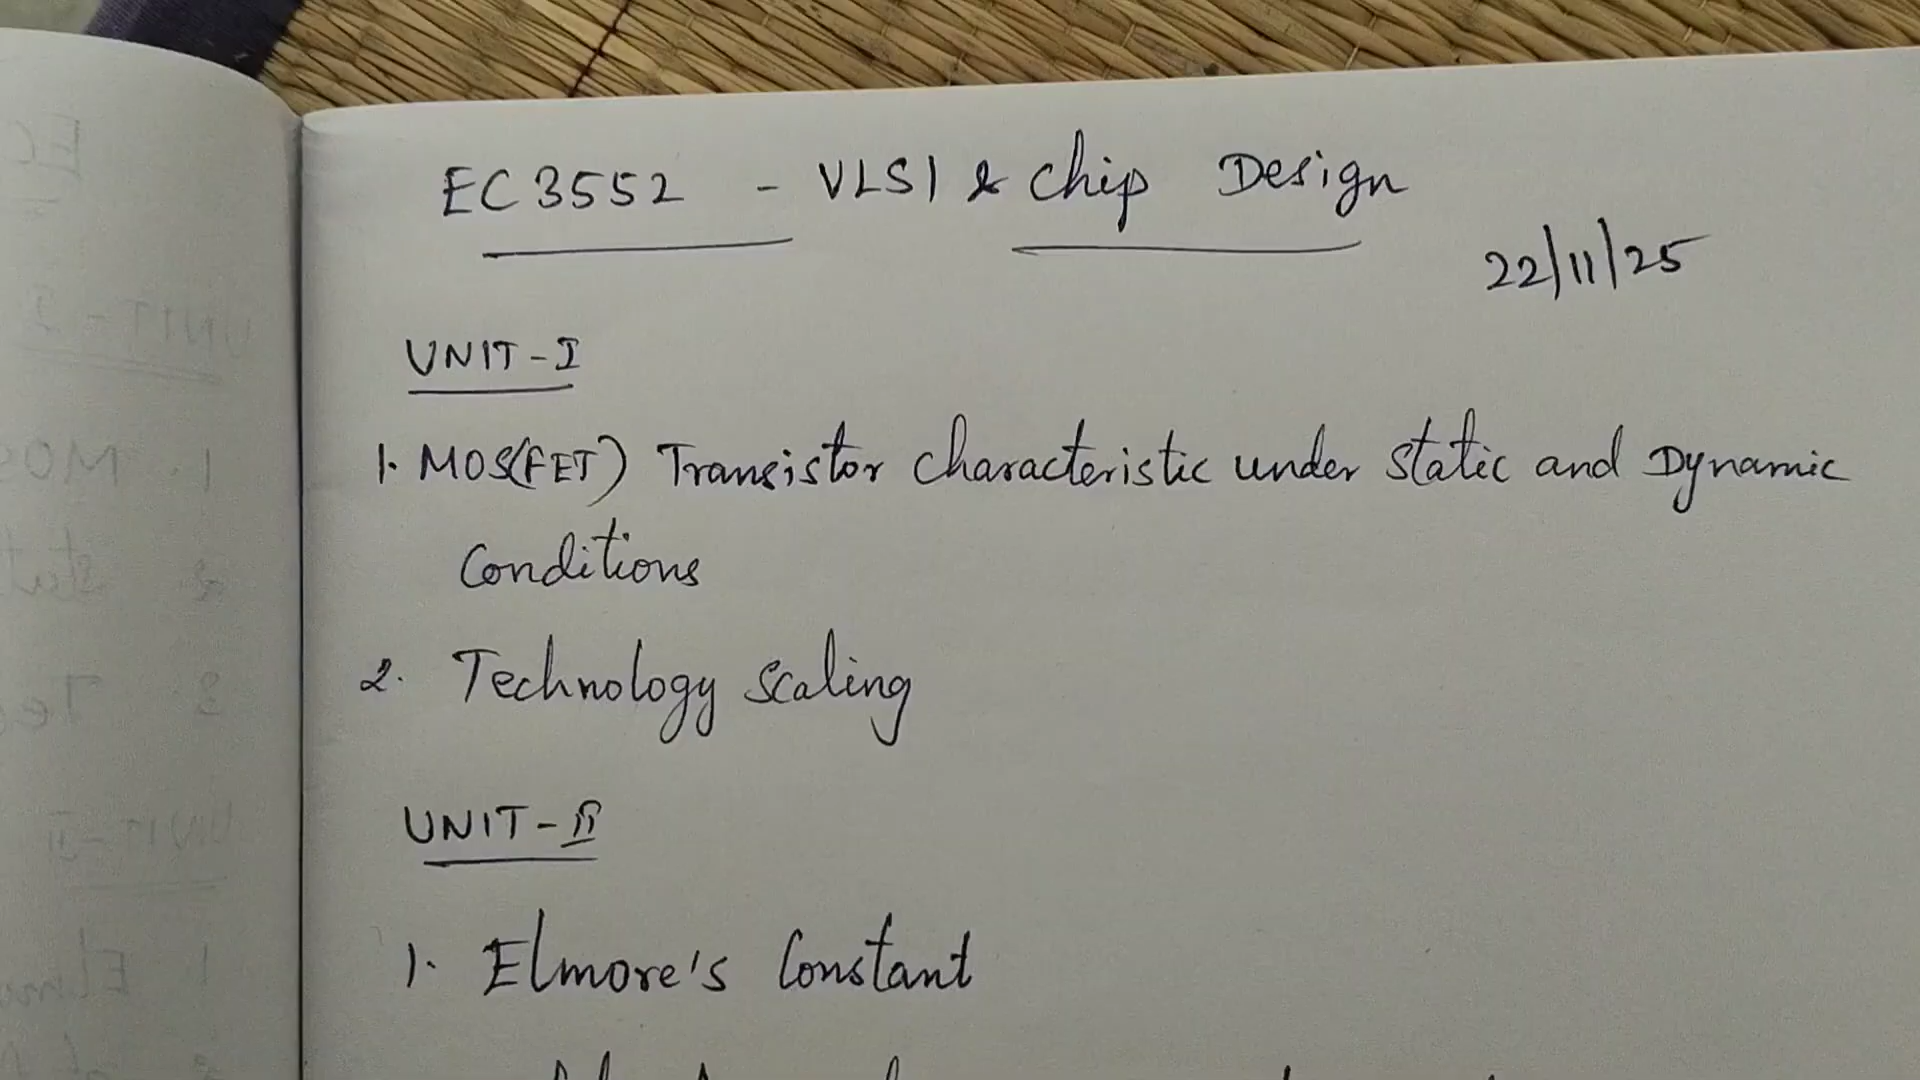 EC3552 - VLSI & Chip Design
22/11/25
UNIT-I
1. MOS(FET) Transistor Characteristic under static and Dynamic
Conditions
2. Technology Scaling
UNIT-II
1. Elmore's Constant